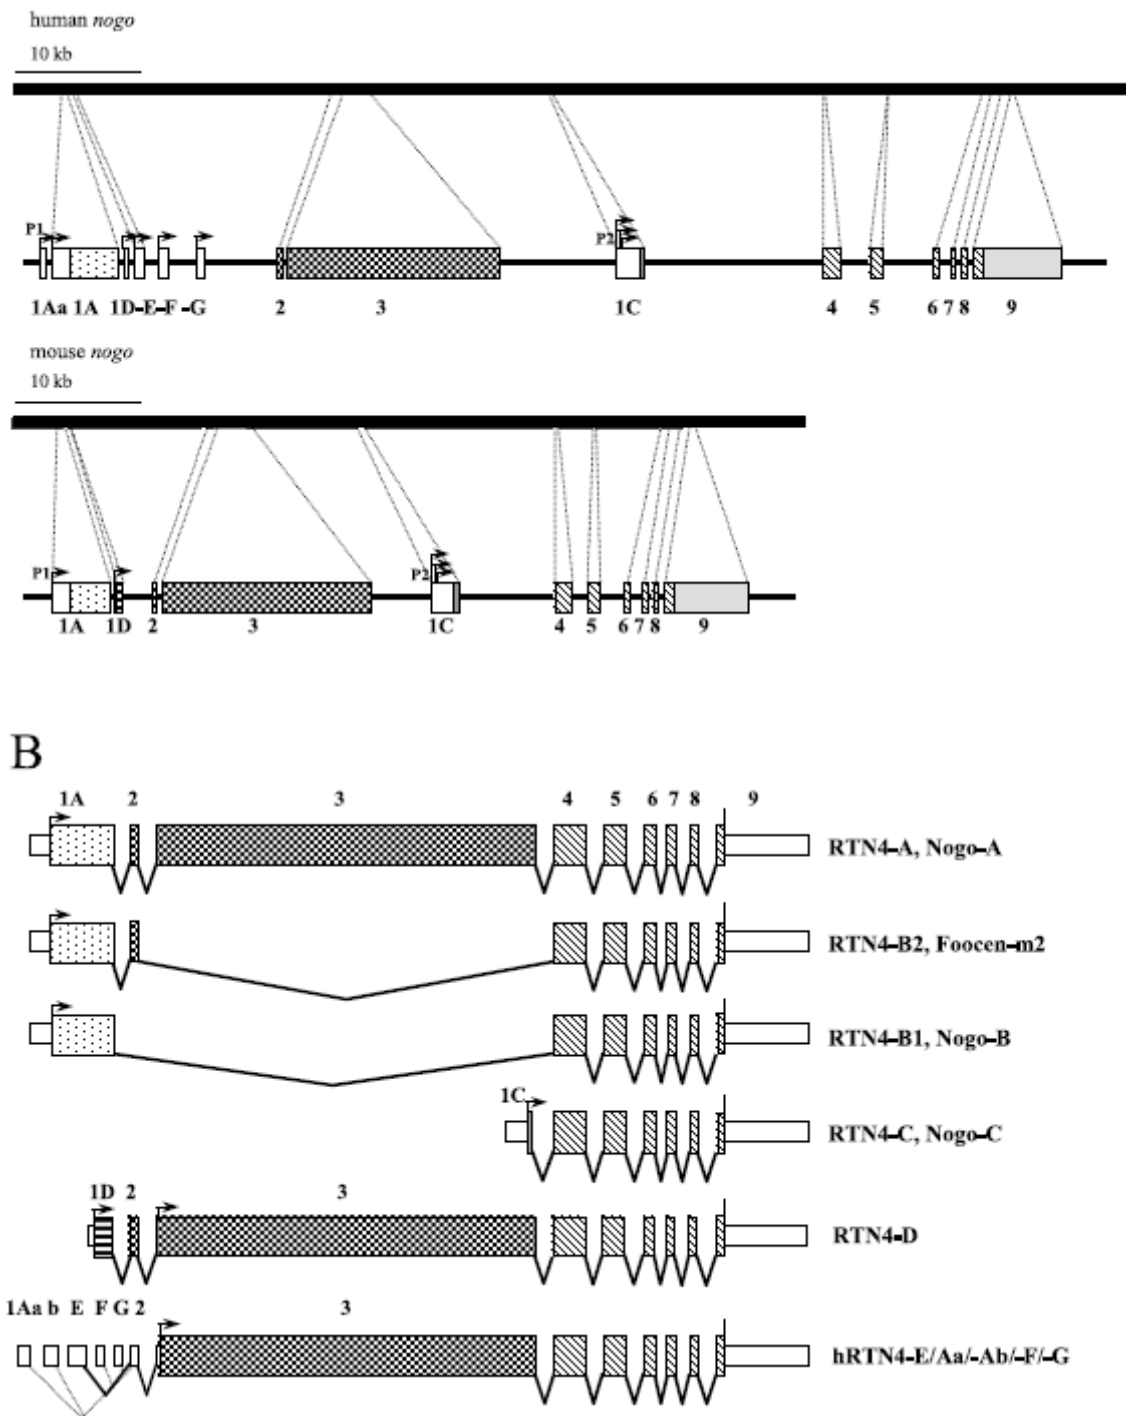 human nogo
10 kb
P1
P2
1Aa 1A 1D-E-F-G 2 3 1C 4 5 6 7 8 9
mouse nogo
10 kb
P1
P2
1A 1D 2 3 1C 4 5 6 7 8 9
B
1A 2 3 4 5 6 7 8 9
RTN4-A, Nogo-A
RTN4-B2, Foocen-m2
RTN4-B1, Nogo-B
1C
RTN4-C, Nogo-C
1D 2 3
RTN4-D
1Aa b E F G 2 3
hRTN4-E/Aa/-Ab/-F/-G